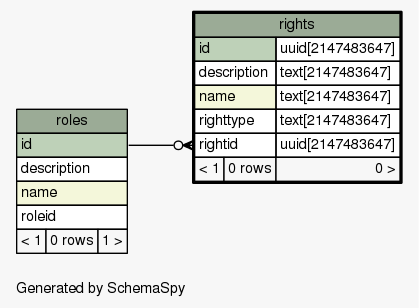 rights
id uuid[2147483647]
description text[2147483647]
name text[2147483647]
righttype text[2147483647]
rightid uuid[2147483647]
< 1 0 rows 0 >
roles
id
description
name
roleid
< 1 0 rows 1 >
Generated by SchemaSpy